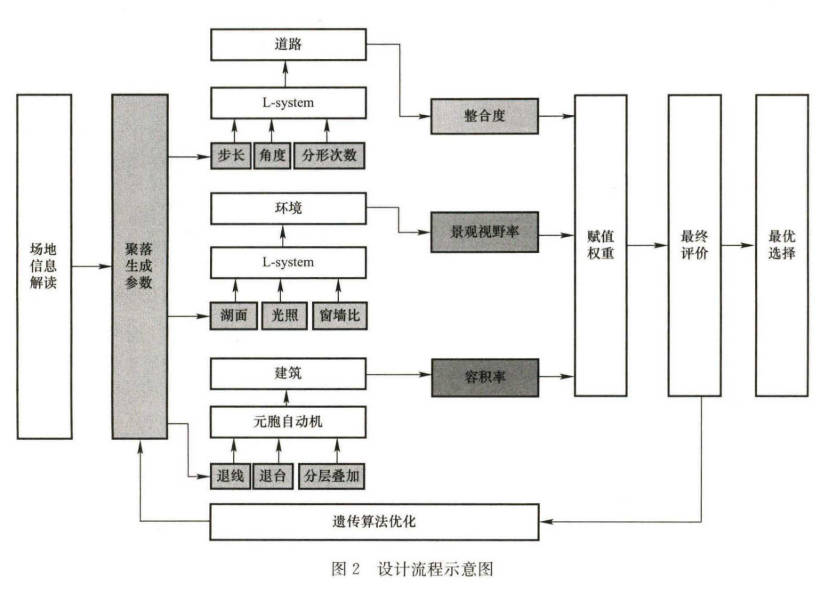 场地
信息
解读
聚落
生成
参数
道路
L-system
步长
角度
分形次数
整合度
环境
L-system
湖面
光照
窗墙比
景观视野率
建筑
元胞自动机
退线
退台
分层叠加
容积率
赋值
权重
最终
评价
最优
选择
遗传算法优化
图 2 设计流程示意图